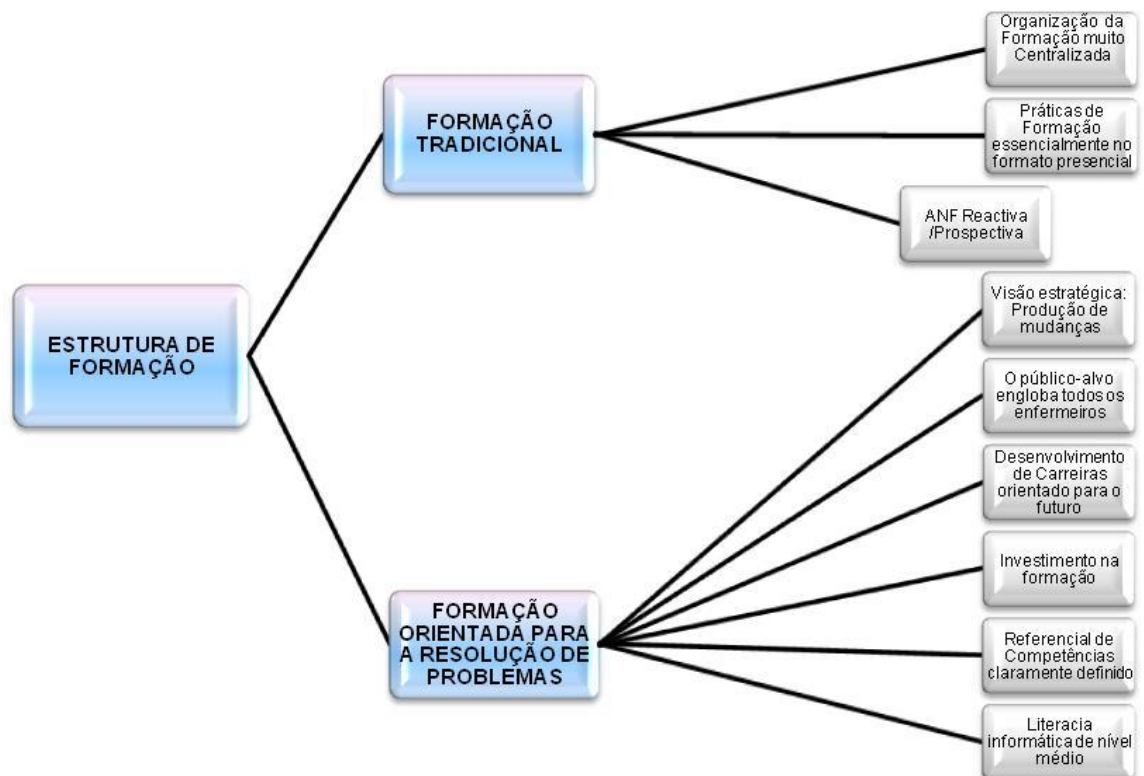 ESTRUTURA DE
FORMAÇÃO
FORMAÇÃO
TRADICIONAL
Organização da
Formação muito
Centralizada
Práticas de
Formação
essencialmente no
formato presencial
ANF Reactiva
/Prospectiva
FORMAÇÃO
ORIENTADA PARA
A RESOLUÇÃO DE
PROBLEMAS
Visão estratégica:
Produção de
mudanças
O público-alvo
engloba todos os
enfermeiros
Desenvolvimento
de Carreiras
orientado para o
futuro
Investimento na
formação
Referencial de
Competências
claramente definido
Literacia
informática de nível
médio